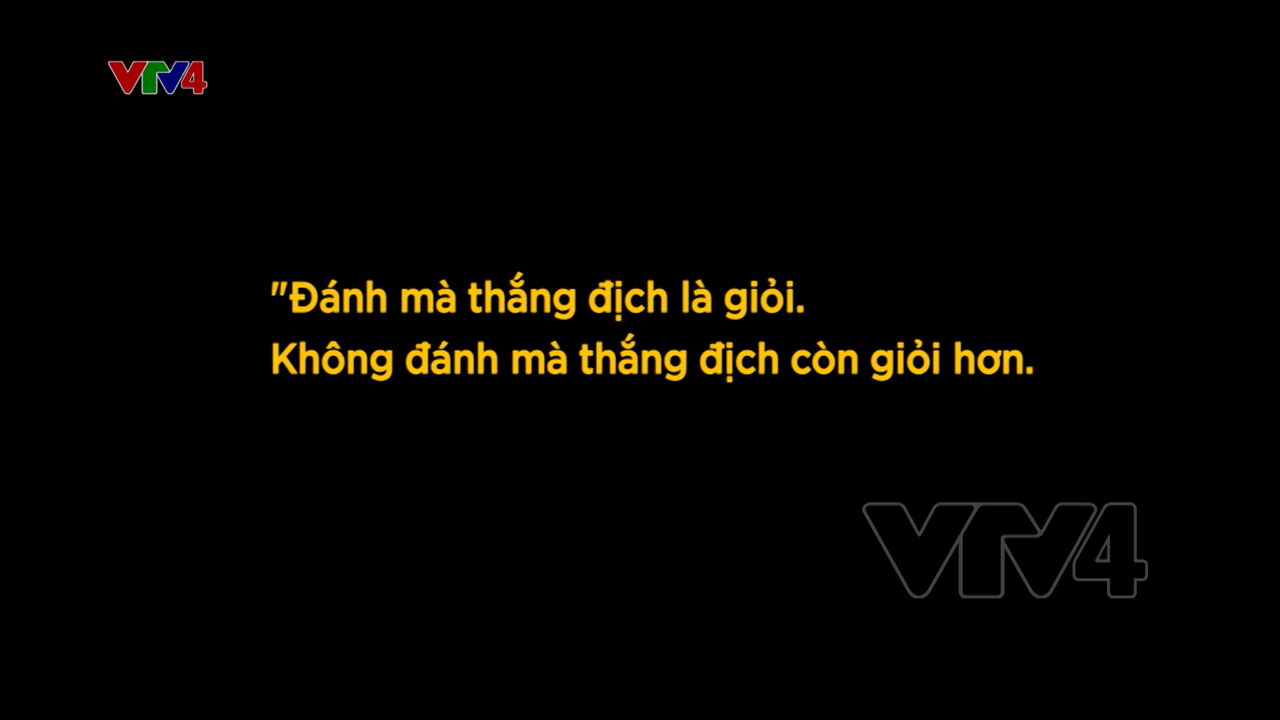 VTV4
"Đánh mà thắng địch là giỏi.
Không đánh mà thắng địch còn giỏi hơn.
VTV4